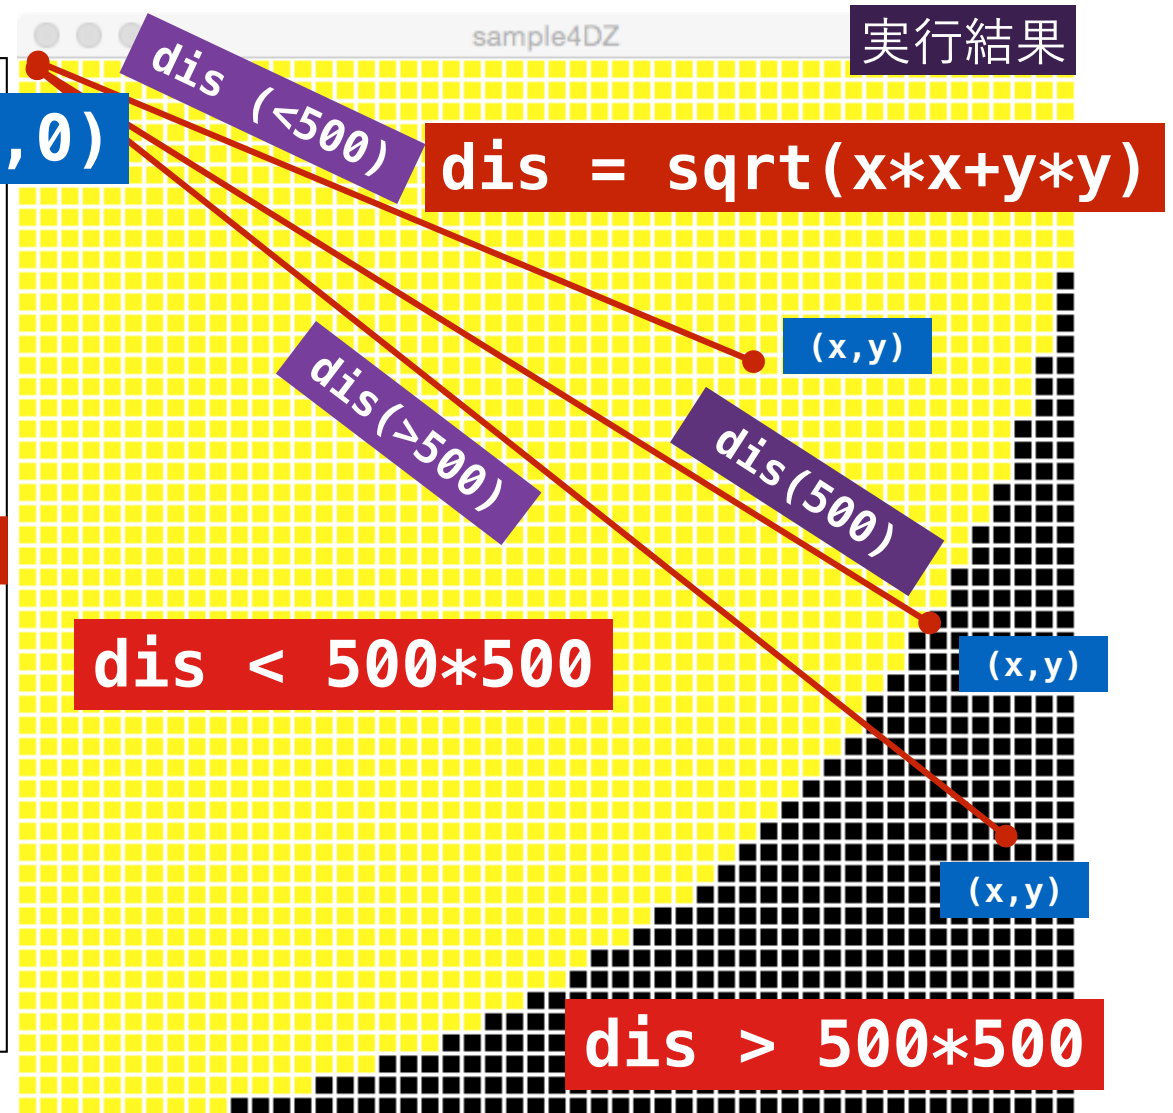 sample4DZ
実行結果
dis (<500)
,0)
dis = sqrt(x*x+y*y)
(x,y)
dis(>500)
dis(500)
dis < 500*500
(x,y)
(x,y)
dis > 500*500